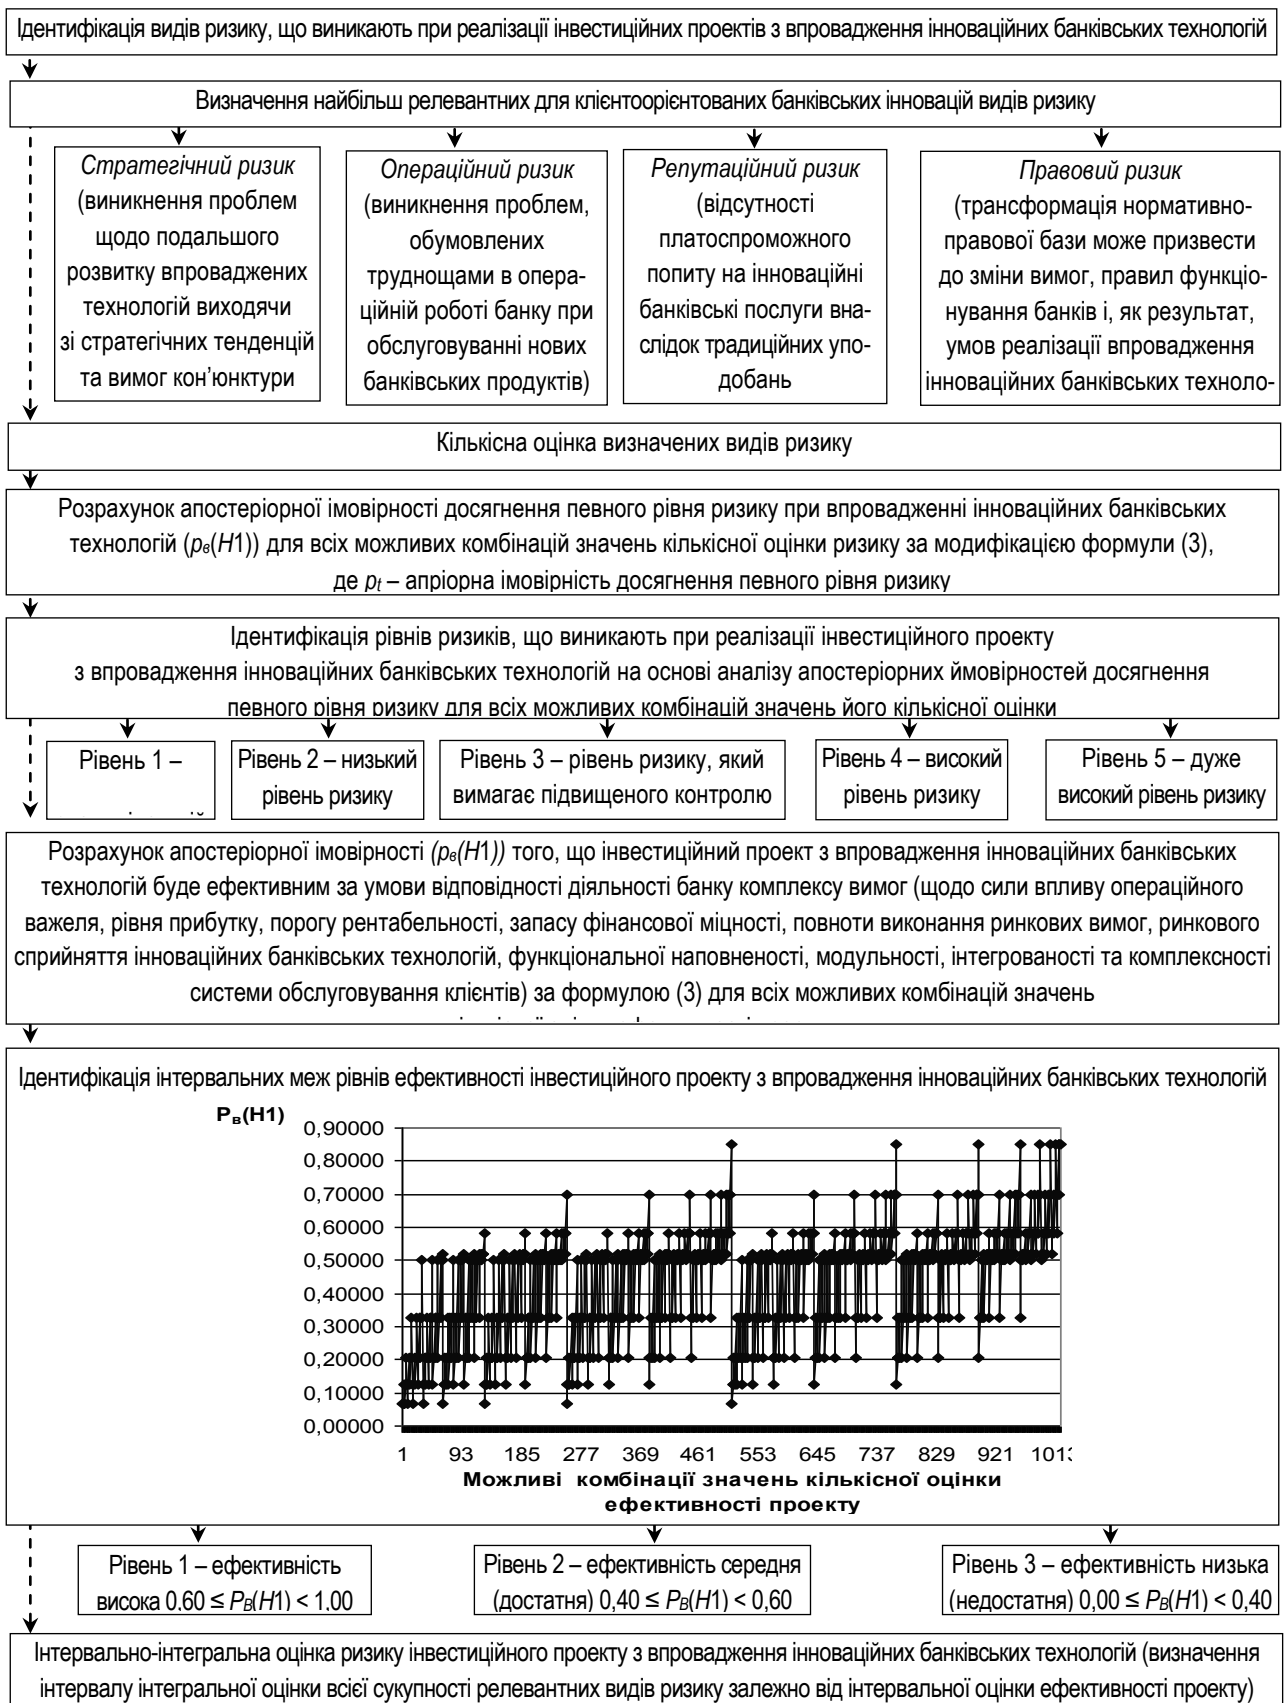 Ідентифікація видів ризику, що виникають при реалізації інвестиційних проектів з впровадження інноваційних банківських технологій
Визначення найбільш релевантних для клієнтоорієнтованих банківських інновацій видів ризику
Стратегічний ризик
(виникнення проблем
щодо подальшого
розвитку впроваджених
технологій виходячи
зі стратегічних тенденцій
та вимог кон’юнктури
Операційний ризик
(виникнення проблем,
обумовлених
труднощами в опера-
ційній роботі банку при
обслуговуванні нових
банківських продуктів)
Репутаційний ризик
(відсутності
платоспроможного
попиту на інноваційні
банківські послуги вна-
слідок традиційних упо-
добань
Правовий ризик
(трансформація нормативно-
правової бази може призвести
до зміни вимог, правил функціо-
нування банків і, як результат,
умов реалізації впровадження
інноваційних банківських техноло-
Кількісна оцінка визначених видів ризику
Розрахунок апостеріорної імовірності досягнення певного рівня ризику при впровадженні інноваційних банківських
технологій (pв(H1)) для всіх можливих комбінацій значень кількісної оцінки ризику за модифікацією формули (3),
де pt – апріорна імовірність досягнення певного рівня ризику
Ідентифікація рівнів ризиків, що виникають при реалізації інвестиційного проекту
з впровадження інноваційних банківських технологій на основі аналізу апостеріорних ймовірностей досягнення
певного рівня ризику для всіх можливих комбінацій значень його кількісної оцінки
Рівень 1 –
Рівень 2 – низький
рівень ризику
Рівень 3 – рівень ризику, який
вимагає підвищеного контролю
Рівень 4 – високий
рівень ризику
Рівень 5 – дуже
високий рівень ризику
Розрахунок апостеріорної імовірності (pв(H1)) того, що інвестиційний проект з впровадження інноваційних банківських
технологій буде ефективним за умови відповідності діяльності банку комплексу вимог (щодо сили впливу операційного
важеля, рівня прибутку, порогу рентабельності, запасу фінансової міцності, повноти виконання ринкових вимог, ринкового
сприйняття інноваційних банківських технологій, функціональної наповненості, модульності, інтегрованості та комплексності
системи обслуговування клієнтів) за формулою (3) для всіх можливих комбінацій значень
Ідентифікація інтервальних меж рівнів ефективності інвестиційного проекту з впровадження інноваційних банківських технологій
Pв(H1)
0,90000
0,80000
0,70000
0,60000
0,50000
0,40000
0,30000
0,20000
0,10000
0,00000
1 93 185 277 369 461 553 645 737 829 921 1013
Можливі комбінації значень кількісної оцінки
ефективності проекту
Рівень 1 – ефективність
висока 0,60 ≤ PВ(H1) < 1,00
Рівень 2 – ефективність середня
(достатня) 0,40 ≤ PВ(H1) < 0,60
Рівень 3 – ефективність низька
(недостатня) 0,00 ≤ PВ(H1) < 0,40
Інтервально-інтегральна оцінка ризику інвестиційного проекту з впровадження інноваційних банківських технологій (визначення
інтервалу інтегральної оцінки всієї сукупності релевантних видів ризику залежно від інтервальної оцінки ефективності проекту)